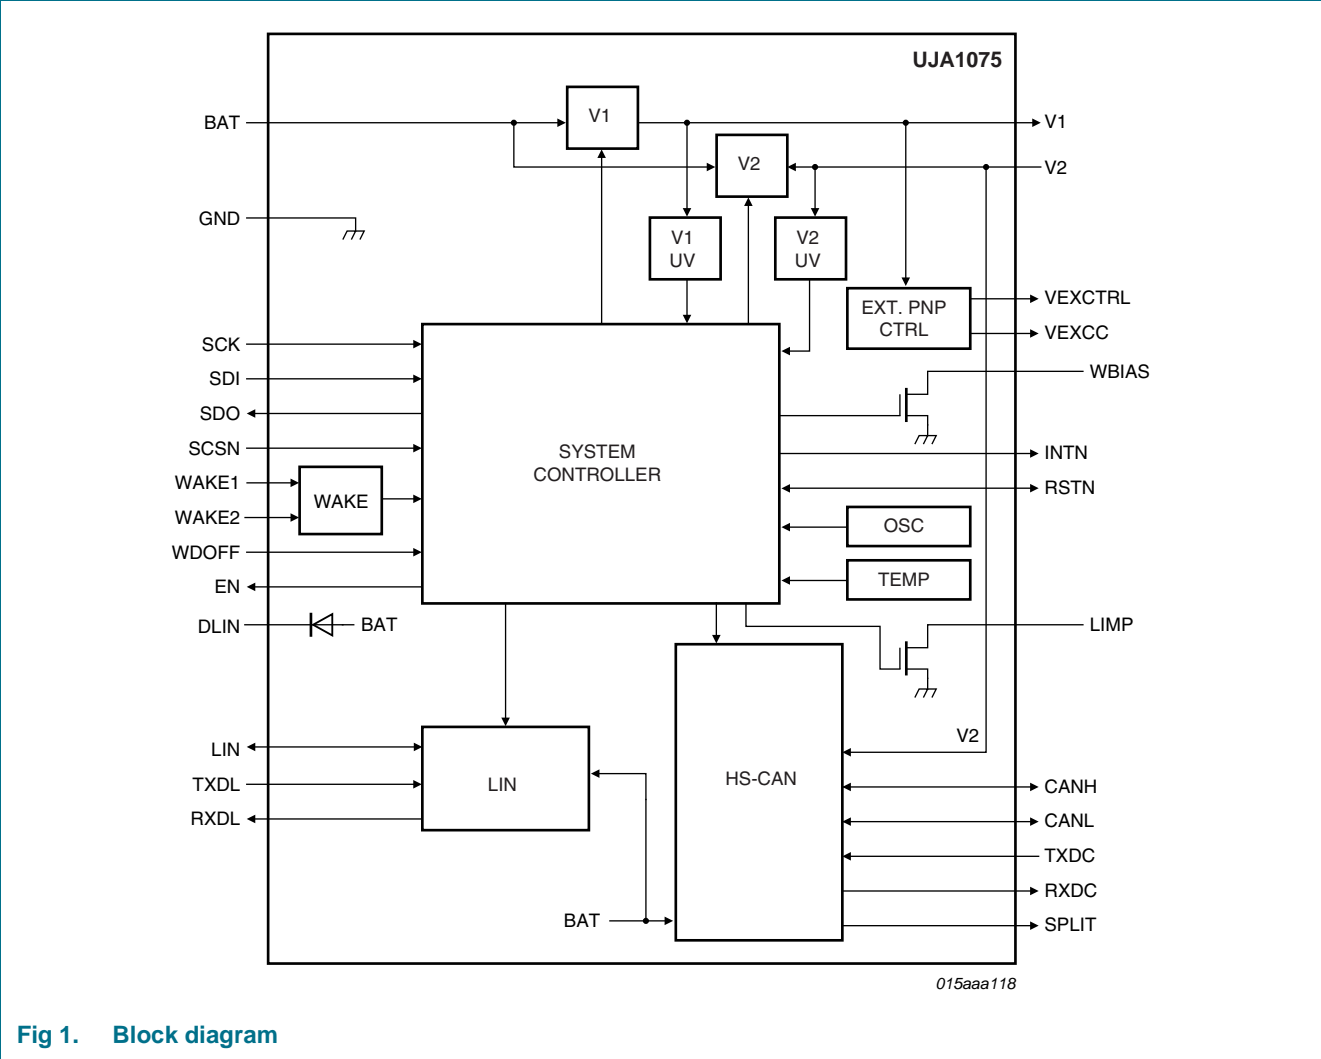 UJA1075
BAT
V1
V1
V2
V2
GND
V1
UV
V2
UV
EXT. PNP
CTRL
VEXCTRL
VEXCC
SCK
SDI
SDO
SCSN
WAKE1
WAKE2
WAKE
WDOFF
EN
SYSTEM
CONTROLLER
WBIAS
INTN
RSTN
OSC
TEMP
DLIN
BAT
LIMP
LIN
TXDL
RXDL
LIN
BAT
HS-CAN
V2
CANH
CANL
TXDC
RXDC
SPLIT
015aaa118
Fig 1. Block diagram